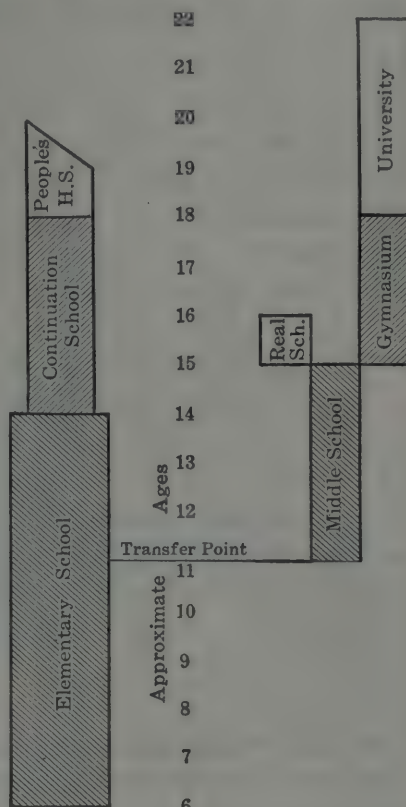 22
21
20
19
18
17
16
15
14
13
12
11
10
9
8
7
6
Approximate Ages
People's
H.S.
Continuation
School
Elementary School
Transfer Point
Real
Sch.
Middle School
Gymnasium
University